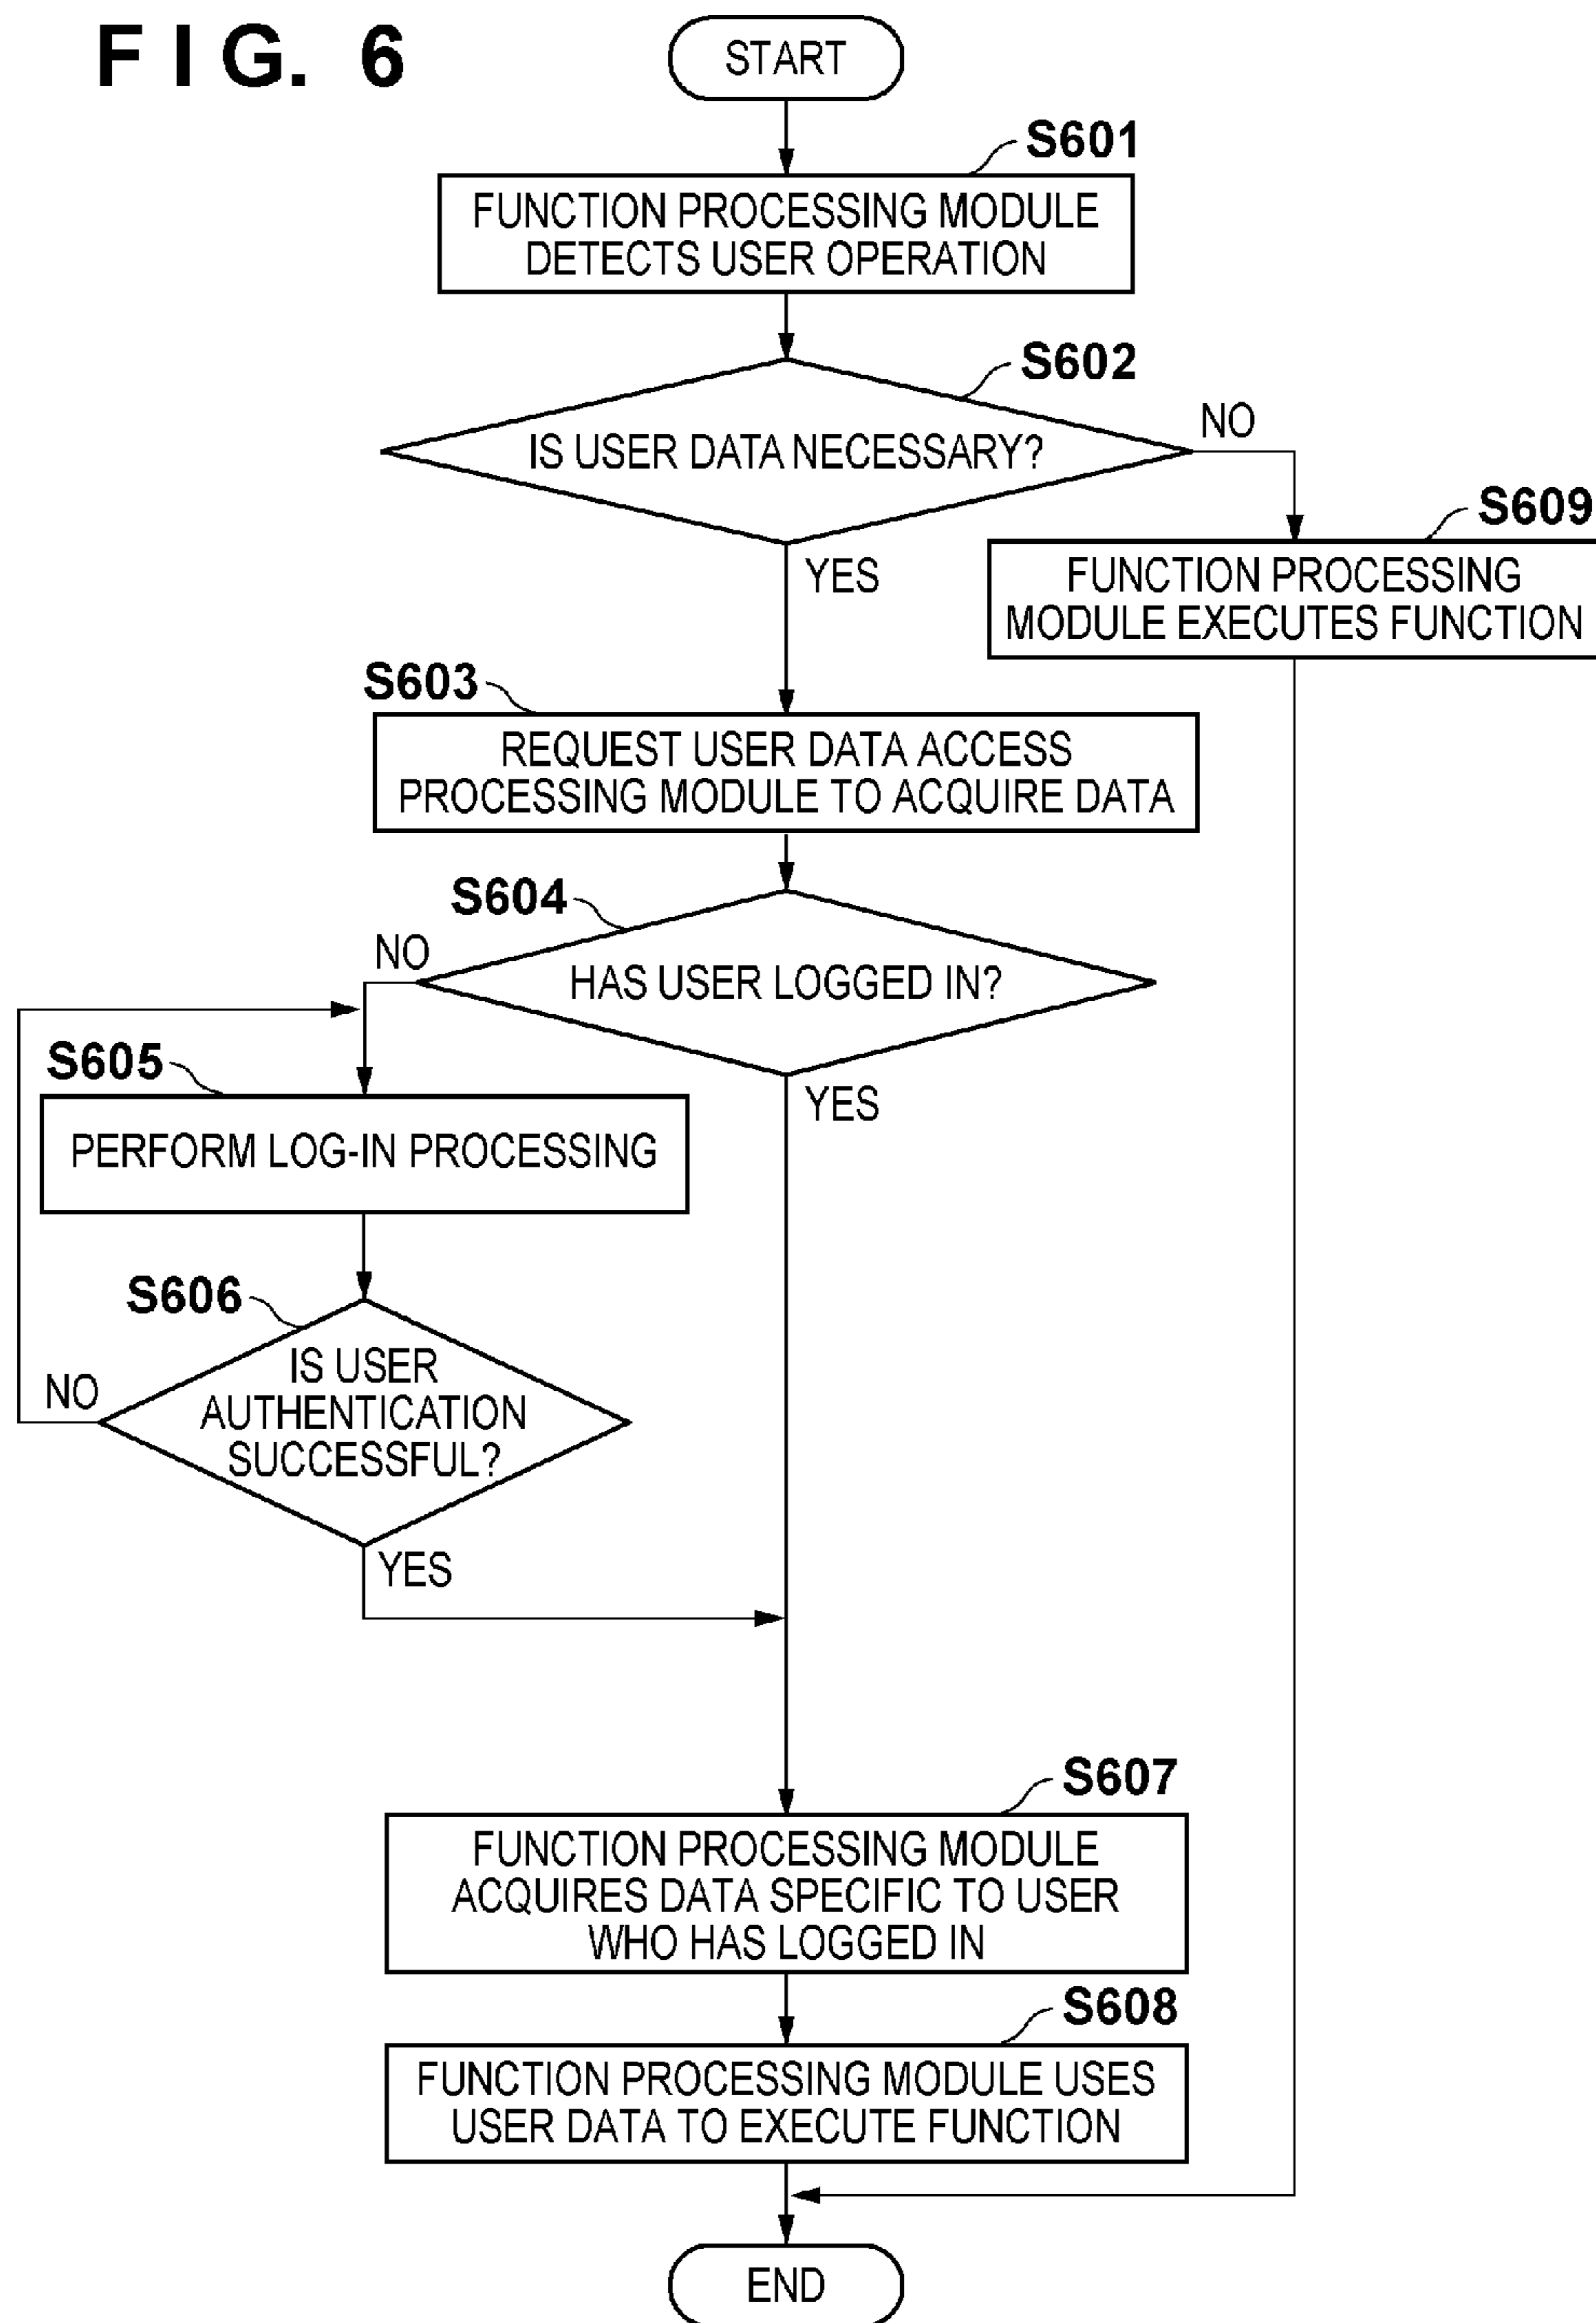 FIG. 6
START
S601
FUNCTION PROCESSING MODULE
DETECTS USER OPERATION
S602
IS USER DATA NECESSARY?
NO
YES
S609
FUNCTION PROCESSING
MODULE EXECUTES FUNCTION
S603
REQUEST USER DATA ACCESS
PROCESSING MODULE TO ACQUIRE DATA
S604
HAS USER LOGGED IN?
NO
YES
S605
PERFORM LOG-IN PROCESSING
S606
IS USER
AUTHENTICATION
SUCCESSFUL?
NO
YES
S607
FUNCTION PROCESSING MODULE
ACQUIRES DATA SPECIFIC TO USER
WHO HAS LOGGED IN
S608
FUNCTION PROCESSING MODULE USES
USER DATA TO EXECUTE FUNCTION
END